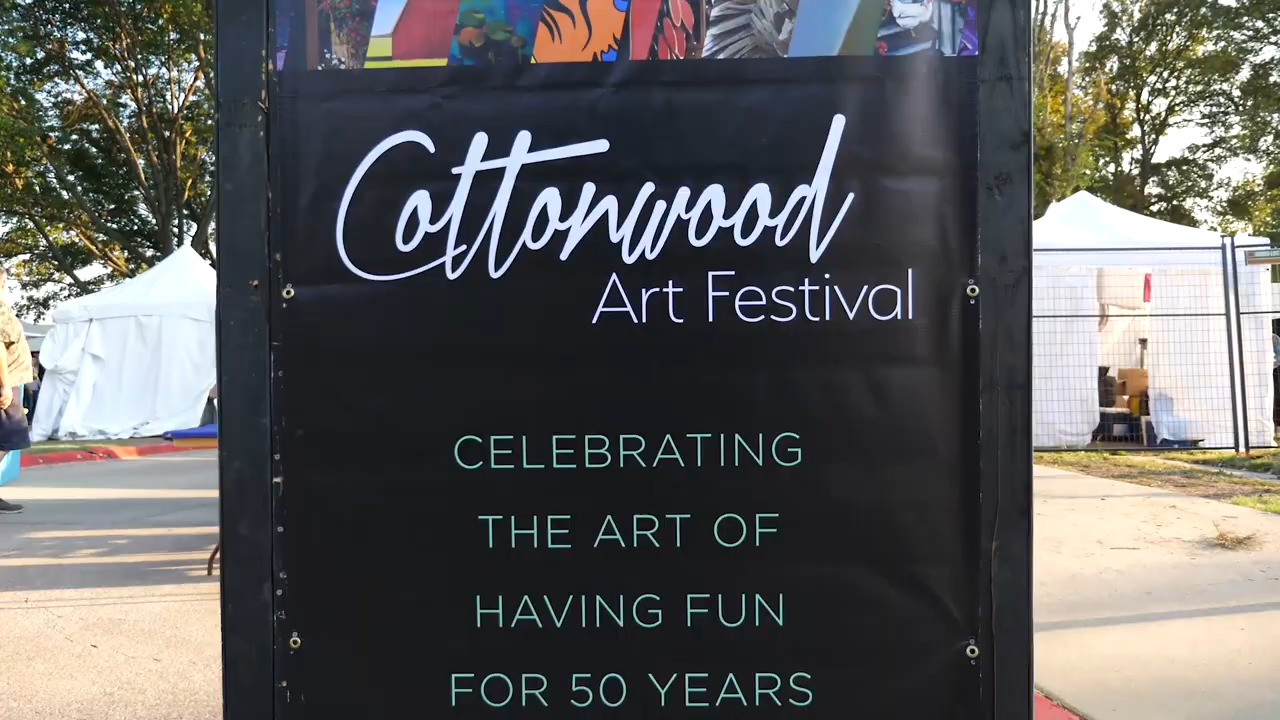 Cottonwood
Art Festival
CELEBRATING
THE ART OF
HAVING FUN
FOR 50 YEARS